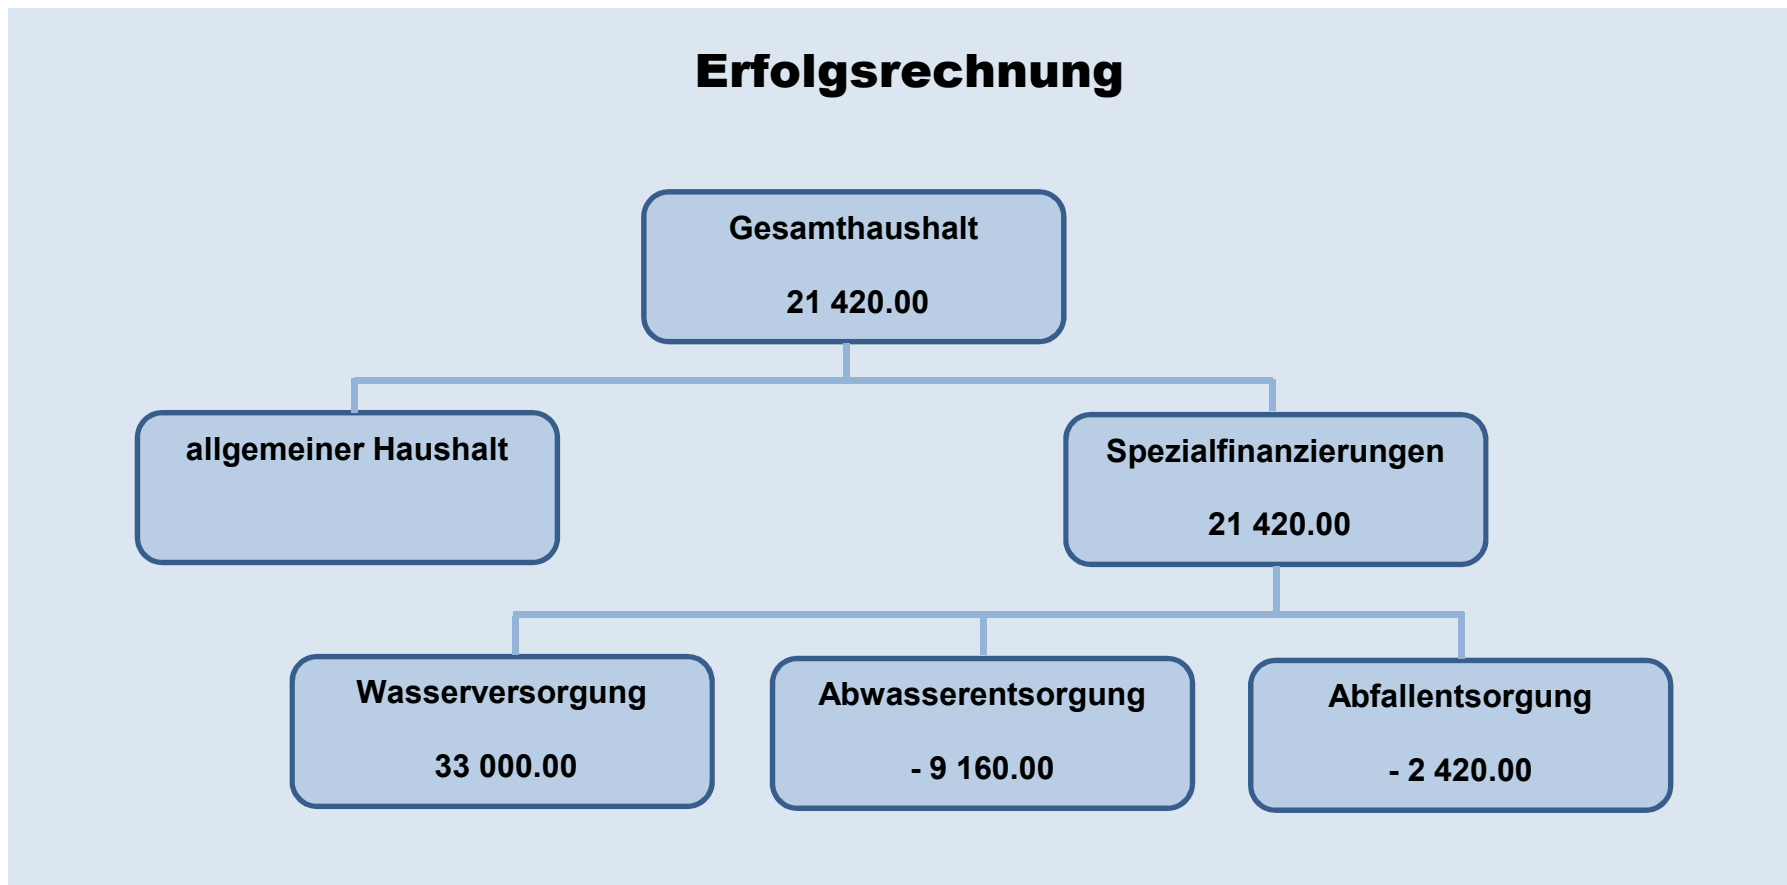 Erfolgsrechnung
Gesamthaushalt
21 420.00
allgemeiner Haushalt
Spezialfinanzierungen
21 420.00
Wasserversorgung
33 000.00
Abwasserentsorgung
- 9 160.00
Abfallentsorgung
- 2 420.00